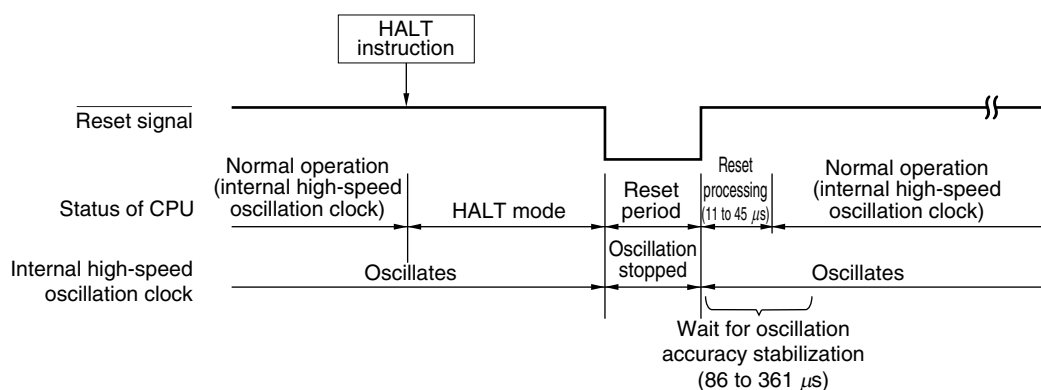 HALT
instruction
Reset signal
Normal operation
(internal high-speed
oscillation clock)
Status of CPU
HALT mode
Reset
period
Reset
processing
(11 to 45 μs)
Normal operation
(internal high-speed
oscillation clock)
Internal high-speed
oscillation clock
Oscillates
Oscillation
stopped
Oscillates
Wait for oscillation
accuracy stabilization
(86 to 361 μs)